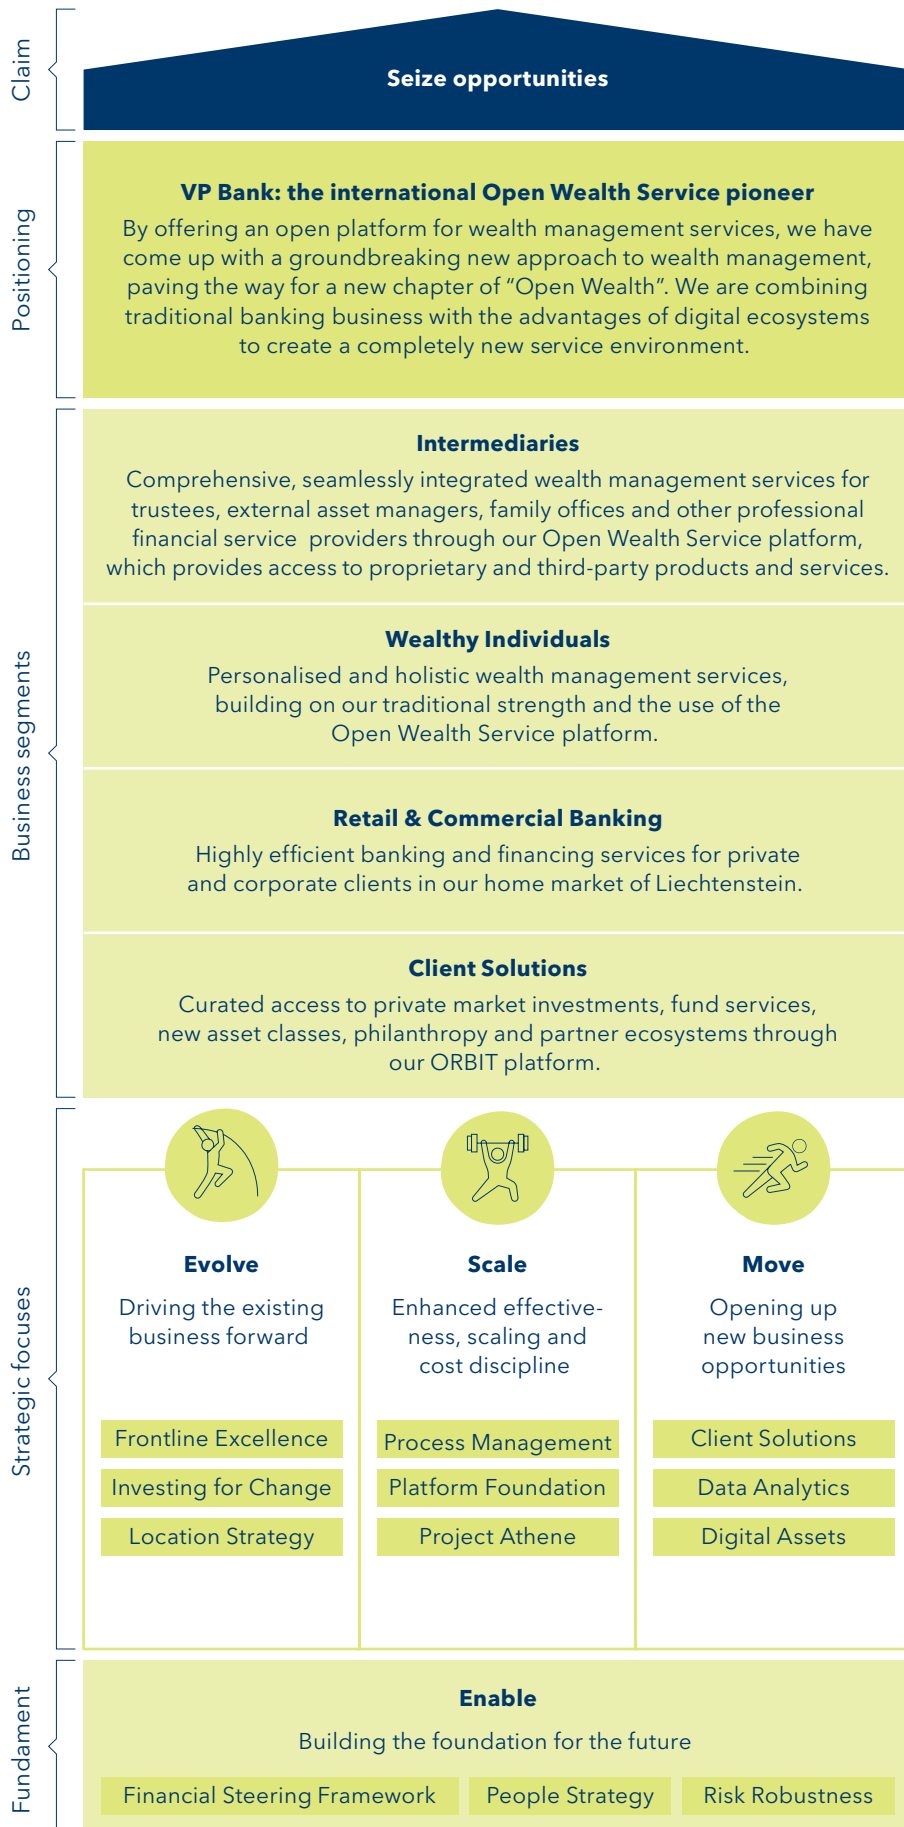 Claim
Seize opportunities
Positioning
VP Bank: the international Open Wealth Service pioneer
By offering an open platform for wealth management services, we have
come up with a groundbreaking new approach to wealth management,
paving the way for a new chapter of “Open Wealth”. We are combining
traditional banking business with the advantages of digital ecosystems
to create a completely new service environment.
Business segments
Intermediaries
Comprehensive, seamlessly integrated wealth management services for
trustees, external asset managers, family offices and other professional
financial service providers through our Open Wealth Service platform,
which provides access to proprietary and third-party products and services.
Wealthy Individuals
Personalised and holistic wealth management services,
building on our traditional strength and the use of the
Open Wealth Service platform.
Retail & Commercial Banking
Highly efficient banking and financing services for private
and corporate clients in our home market of Liechtenstein.
Client Solutions
Curated access to private market investments, fund services,
new asset classes, philanthropy and partner ecosystems through
our ORBIT platform.
Strategic focuses
Evolve
Driving the existing
business forward
Frontline Excellence
Investing for Change
Location Strategy
Scale
Enhanced effective-
ness, scaling and
cost discipline
Process Management
Platform Foundation
Project Athene
Move
Opening up
new business
opportunities
Client Solutions
Data Analytics
Digital Assets
Fundament
Enable
Building the foundation for the future
Financial Steering Framework
People Strategy
Risk Robustness